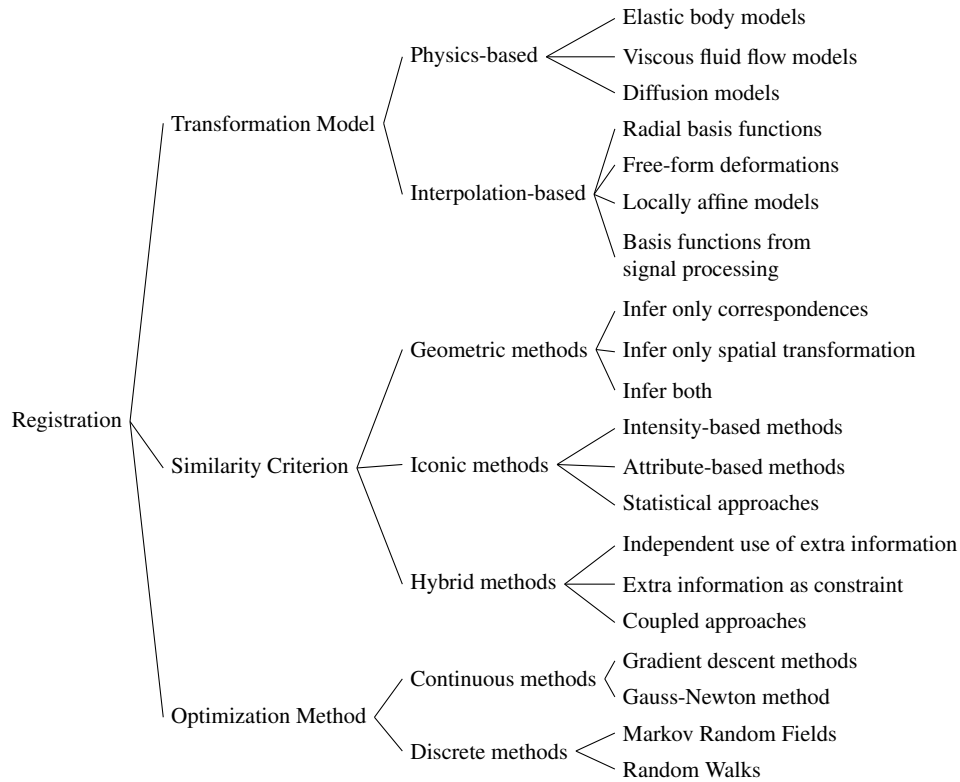 Registration
Transformation Model
Physics-based
Elastic body models
Viscous fluid flow models
Diffusion models
Interpolation-based
Radial basis functions
Free-form deformations
Locally affine models
Basis functions from
signal processing
Similarity Criterion
Geometric methods
Infer only correspondences
Infer only spatial transformation
Infer both
Iconic methods
Intensity-based methods
Attribute-based methods
Statistical approaches
Hybrid methods
Independent use of extra information
Extra information as constraint
Coupled approaches
Optimization Method
Continuous methods
Gradient descent methods
Gauss-Newton method
Discrete methods
Markov Random Fields
Random Walks